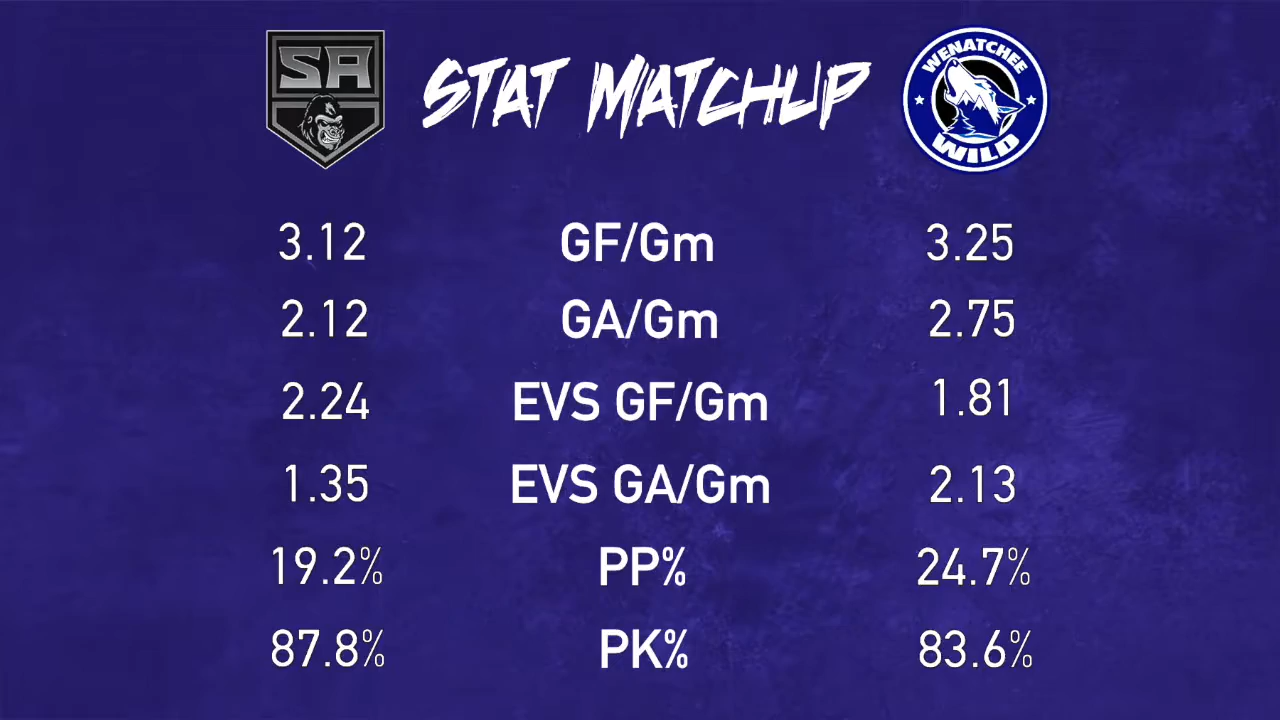 SA STAT MATCHUP WENATCHEE WILD
3.12 GF/Gm 3.25
2.12 GA/Gm 2.75
2.24 EVS GF/Gm 1.81
1.35 EVS GA/Gm 2.13
19.2% PP% 24.7%
87.8% PK% 83.6%